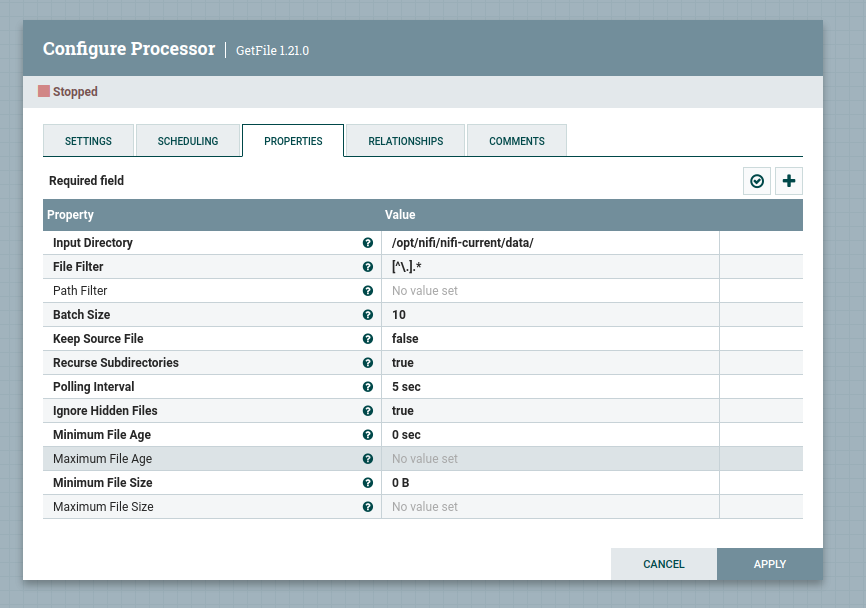 Configure Processor | GetFile 1.21.0
Stopped
SETTINGS SCHEDULING PROPERTIES RELATIONSHIPS COMMENTS
Required field
Property Value
Input Directory /opt/nifi/nifi-current/data/
File Filter [^\.].*
Path Filter No value set
Batch Size 10
Keep Source File false
Recurse Subdirectories true
Polling Interval 5 sec
Ignore Hidden Files true
Minimum File Age 0 sec
Maximum File Age No value set
Minimum File Size 0 B
Maximum File Size No value set
CANCEL APPLY